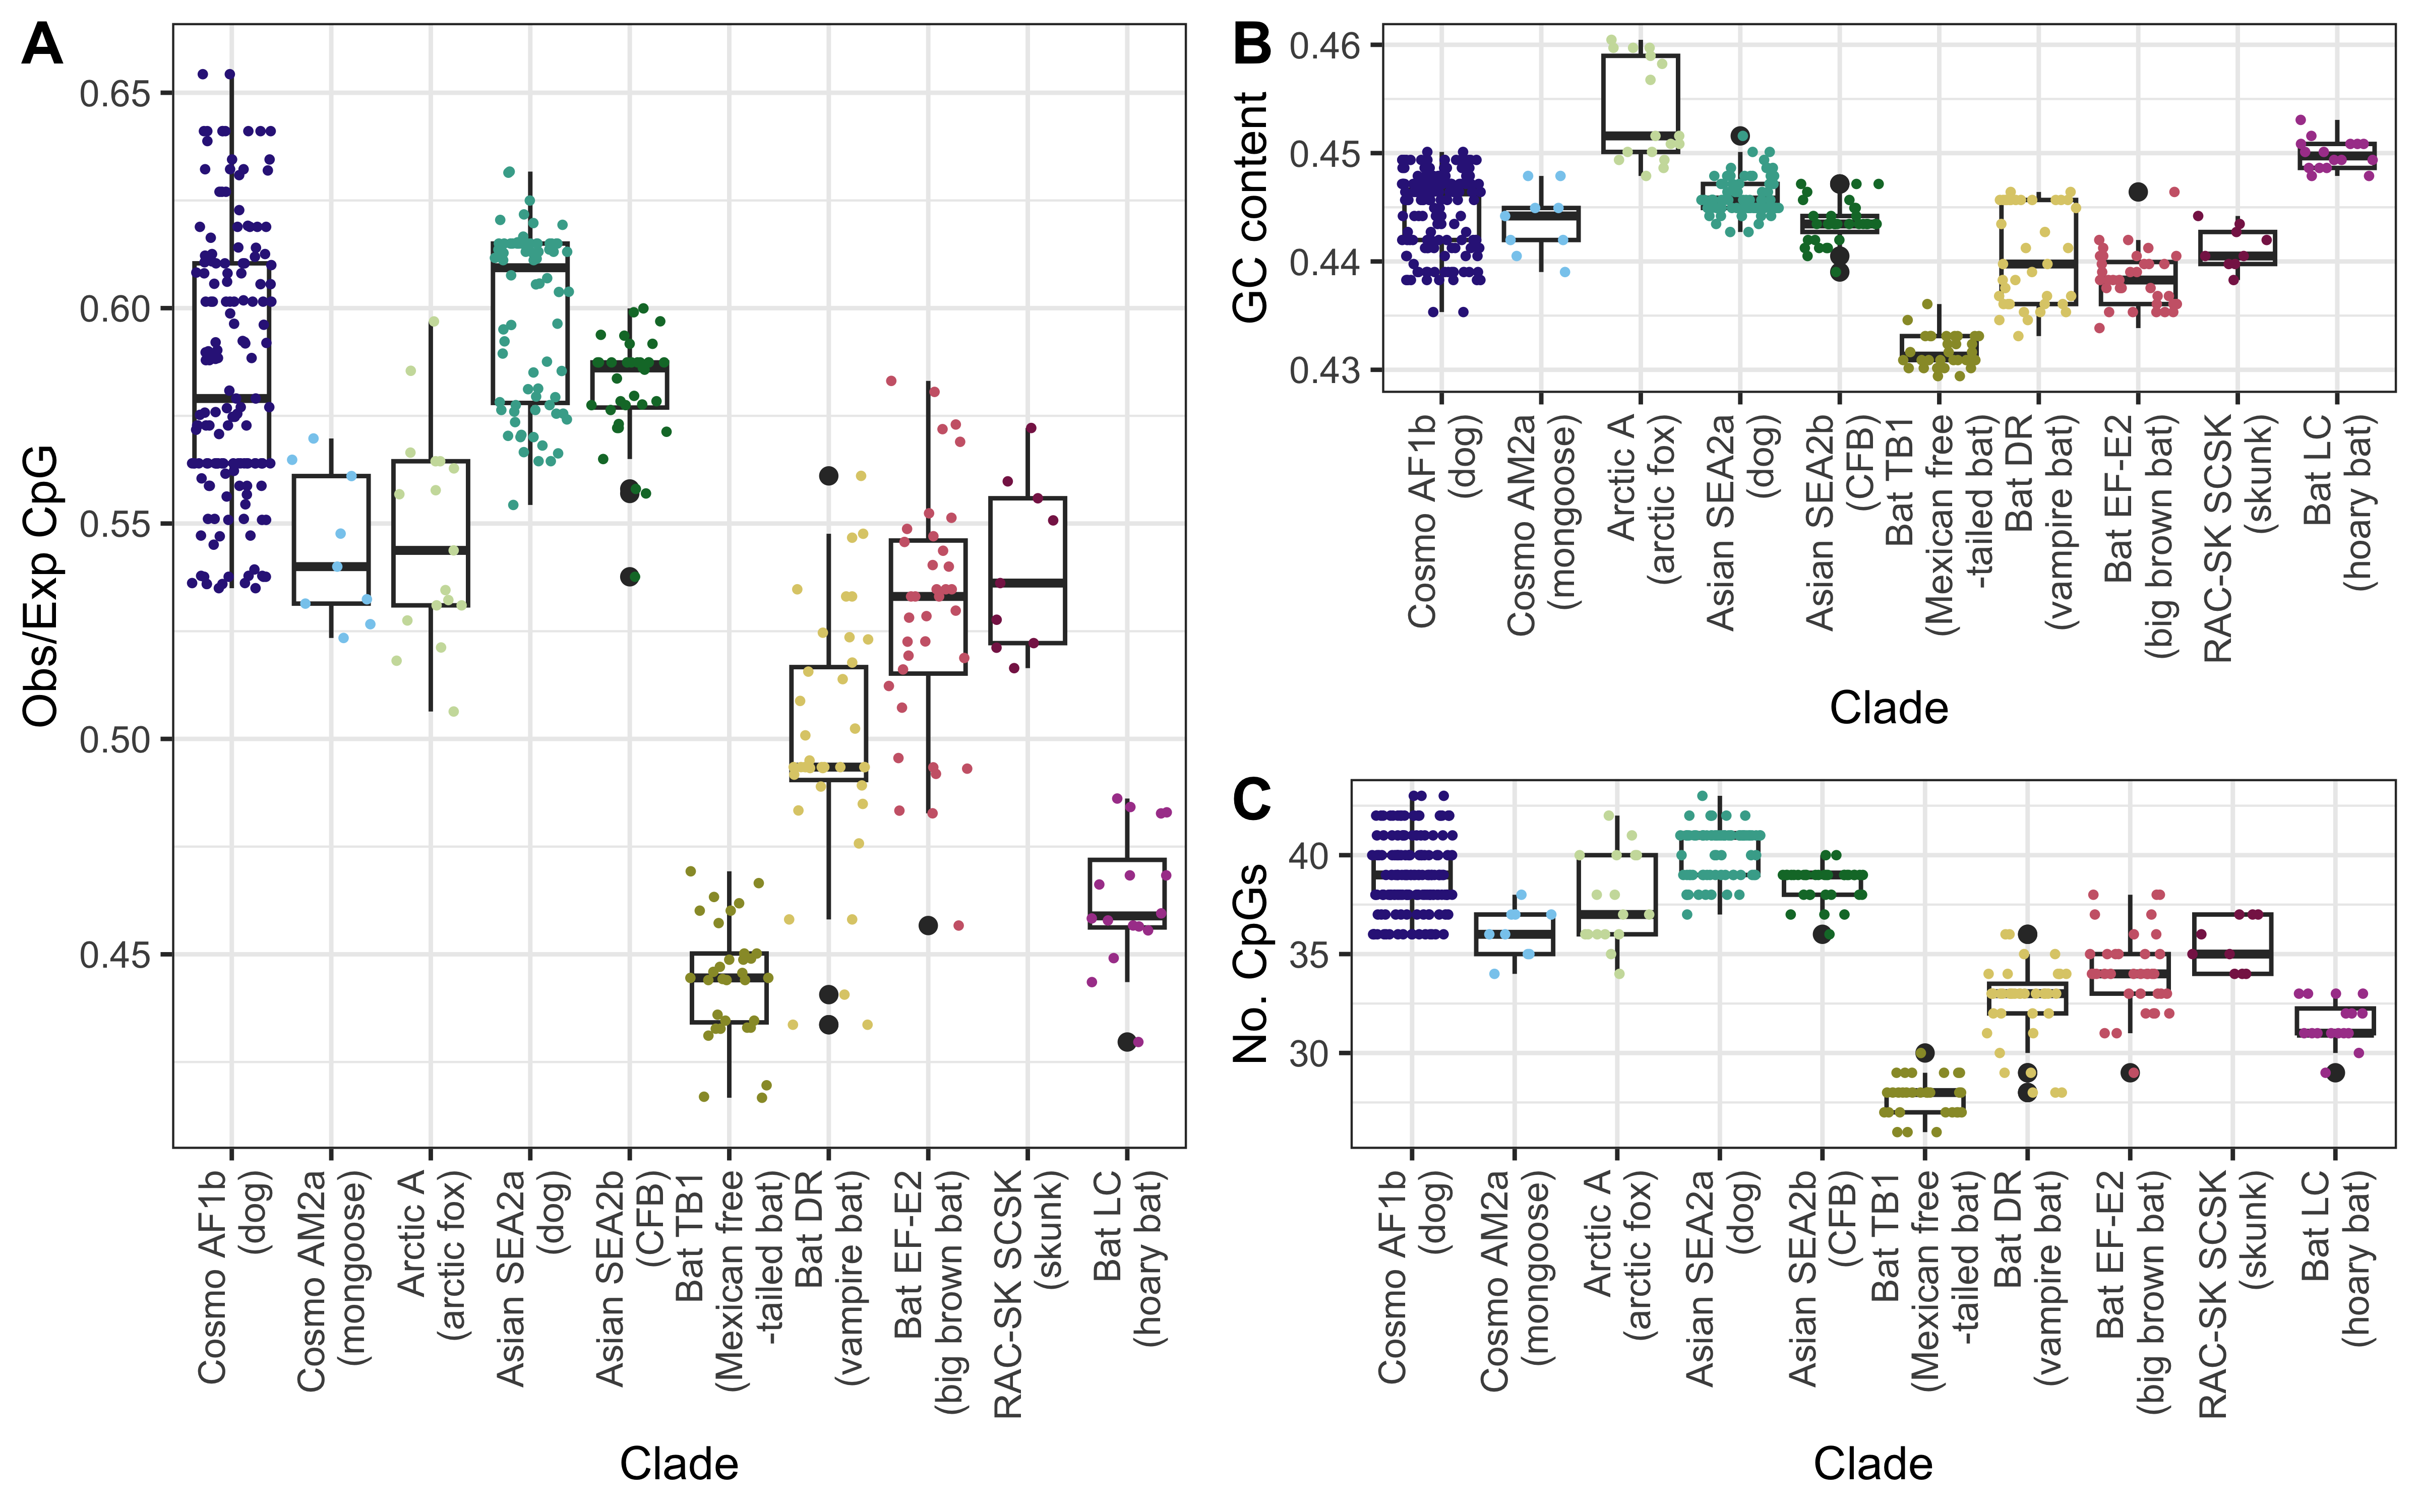 A
Obs/Exp CpG
0.65
0.60
0.55
0.50
0.45
Cosmo AF1b
(dog)
Cosmo AM2a
(mongoose)
Arctic A
(arctic fox)
Asian SEA2a
(dog)
Asian SEA2b
(CFB)
Bat TB1
(Mexican free
-tailed bat)
Bat DR
(vampire bat)
Bat EF-E2
(big brown bat)
RAC-SK SCSK
(skunk)
Bat LC
(hoary bat)
Clade
B
GC content
0.46
0.45
0.44
0.43
Cosmo AF1b
(dog)
Cosmo AM2a
(mongoose)
Arctic A
(arctic fox)
Asian SEA2a
(dog)
Asian SEA2b
(CFB)
Bat TB1
(Mexican free
-tailed bat)
Bat DR
(vampire bat)
Bat EF-E2
(big brown bat)
RAC-SK SCSK
(skunk)
Bat LC
(hoary bat)
Clade
C
No. CpGs
40
35
30
Cosmo AF1b
(dog)
Cosmo AM2a
(mongoose)
Arctic A
(arctic fox)
Asian SEA2a
(dog)
Asian SEA2b
(CFB)
Bat TB1
(Mexican free
-tailed bat)
Bat DR
(vampire bat)
Bat EF-E2
(big brown bat)
RAC-SK SCSK
(skunk)
Bat LC
(hoary bat)
Clade